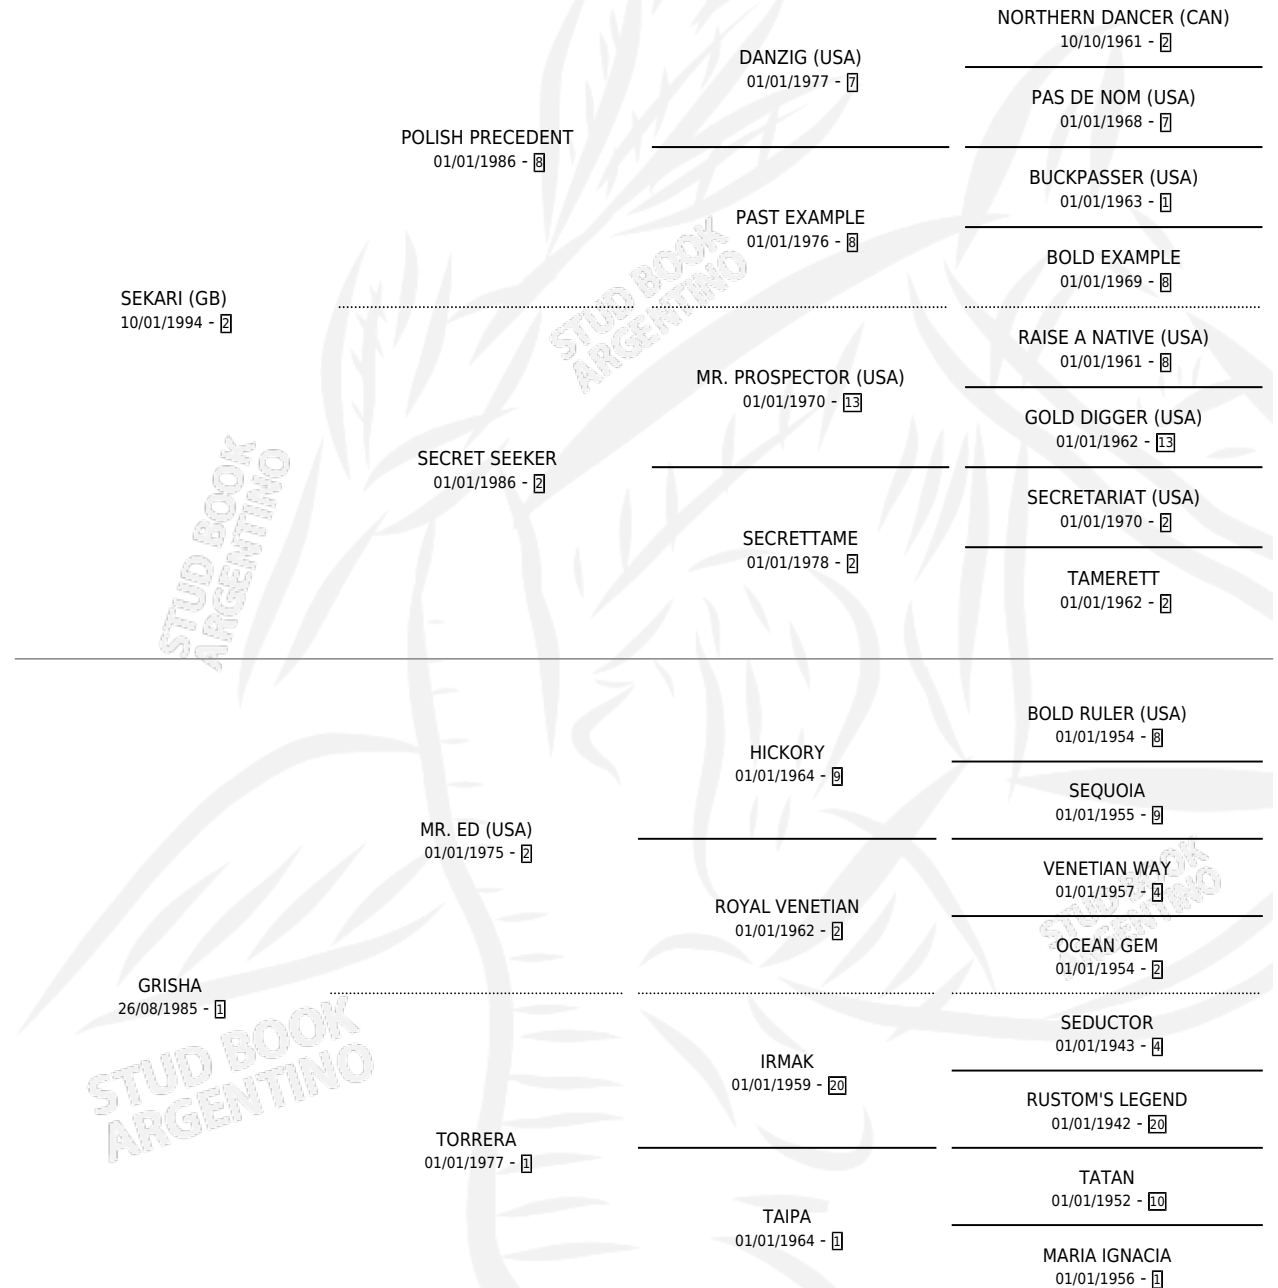 NORTHERN DANCER (CAN)
10/10/1961 - 2
DANZIG (USA)
01/01/1977 - 7
PAS DE NOM (USA)
01/01/1968 - 7
POLISH PRECEDENT
01/01/1986 - 8
BUCKPASSER (USA)
01/01/1963 - 1
PAST EXAMPLE
01/01/1976 - 8
BOLD EXAMPLE
01/01/1969 - 8
SEKARI (GB)
10/01/1994 - 2
RAISE A NATIVE (USA)
01/01/1961 - 8
MR. PROSPECTOR (USA)
01/01/1970 - 13
GOLD DIGGER (USA)
01/01/1962 - 13
SECRET SEEKER
01/01/1986 - 2
SECRETARIAT (USA)
01/01/1970 - 2
SECRETTAME
01/01/1978 - 2
TAMERETT
01/01/1962 - 2
BOLD RULER (USA)
01/01/1954 - 8
HICKORY
01/01/1964 - 9
SEQUOIA
01/01/1955 - 9
MR. ED (USA)
01/01/1975 - 2
VENETIAN WAY
01/01/1957 - 4
ROYAL VENETIAN
01/01/1962 - 2
OCEAN GEM
01/01/1954 - 2
GRISHA
26/08/1985 - 1
SEDUCTOR
01/01/1943 - 4
IRMAK
01/01/1959 - 20
RUSTOM'S LEGEND
01/01/1942 - 20
TORRERA
01/01/1977 - 1
TATAN
01/01/1952 - 10
TAIPA
01/01/1964 - 1
MARIA IGNACIA
01/01/1956 - 1
STUD BOOK
ARGENTINO
STUD BOOK
ARGENTINO
STUD BOOK
ARGENTINO
STUD BOOK
ARGENTINO